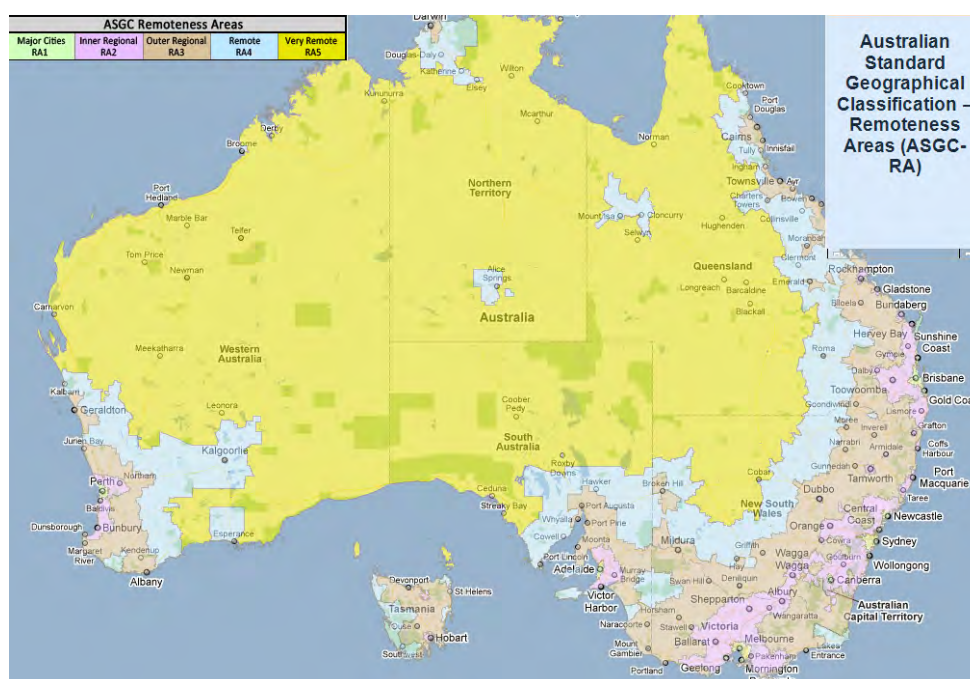 ASGC Remoteness Areas
Major Cities
RA1
Inner Regional
RA2
Outer Regional
RA3
Remote
RA4
Very Remote
RA5
Australian
Standard
Geographical
Classification –
Remoteness
Areas (ASGC-
RA)
Darwin
Douglas-Daly
Katherine
Elsey
Wilton
Kununurra
Mcarthur
Derby
Broome
Norman
Cooktown
Port
Douglas
Cairns
Tully
Innisfail
Ingham
Townsville
Ayr
Charters
Towers
Bowen
Collinsville
Northern
Territory
Port
Hedland
Marble Bar
Telfer
Mount Isa
Cloncurry
Selwyn
Hughenden
Moranbah
Clermont
Tom Price
Newman
Alice
Springs
Queensland
Longreach
Barcaldine
Blackall
Emerald
Rockhampton
Gladstone
Biloela
Bundaberg
Carnarvon
Australia
Hervey Bay
Sunshine
Coast
Gympie
Meekatharra
Western
Australia
Roma
Dalby
Brisbane
Toowoomba
Gold Coa
Kalbarri
Geraldton
Leonora
Coober
Pedy
Goondiwindi
Lismore
Moree
Grafton
Inverell
Jurien Bay
Kalgoorlie
South
Australia
Narrabri
Armidale
Coffs
Harbour
Northam
Roxby
Downs
Hawker
Broken Hill
Cobar
Gunnedah
Tamworth
Port
Macquarie
Perth
Ceduna
Streaky Bay
New South
Wales
Dubbo
Taree
Baldivis
Dunsborough
Bunbury
Esperance
Port Augusta
Whyalla
Port Pirie
Cowell
Moonta
Orange
Central
Coast
Newcastle
Margaret
River
Kendenup
Albany
Port Lincoln
Adelaide
Mildura
Griffith
Hay
Cowra
Sydney
Goulburn
Wollongong
Murray
Bridge
Victor
Harbor
Swan Hill
Deniliquin
Wagga
Wagga
Canberra
Devonport
St Helens
Tasmania
Ouse
Hobart
Southwest
Naracoorte
Horsham
Shepparton
Albury
Wangaratta
Australian
Capital Territory
Stawell
Victoria
Mount
Gambier
Ballarat
Melbourne
Lakes
Entrance
Portland
Geelong
Pakenham
Mornington